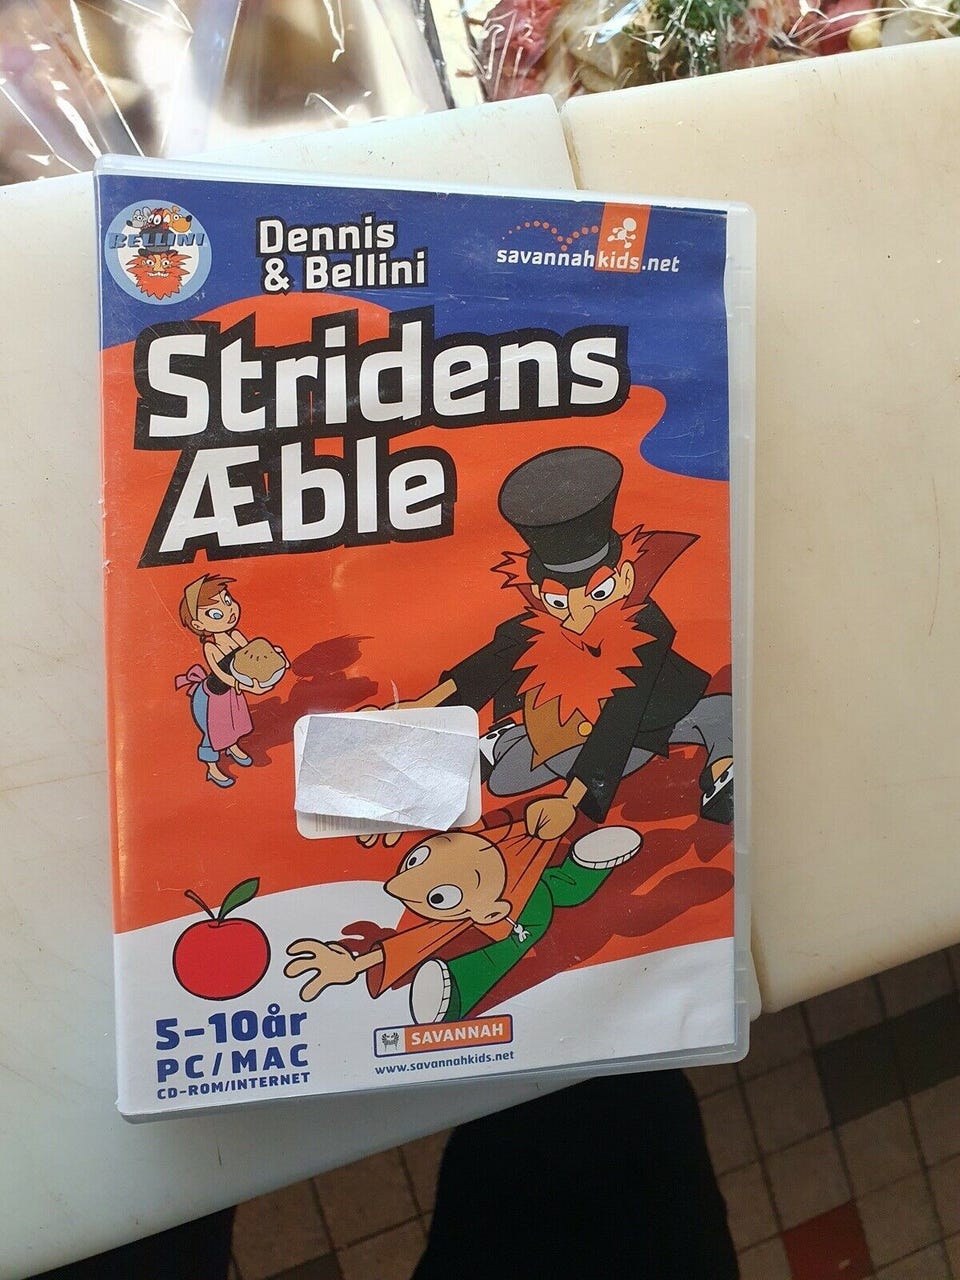 BELLINI
Dennis
& Bellini
savannahkids.net
Stridens
Æble
5-10år
PC/MAC
CD-ROM/INTERNET
SAVANNAH
www.savannahkids.net